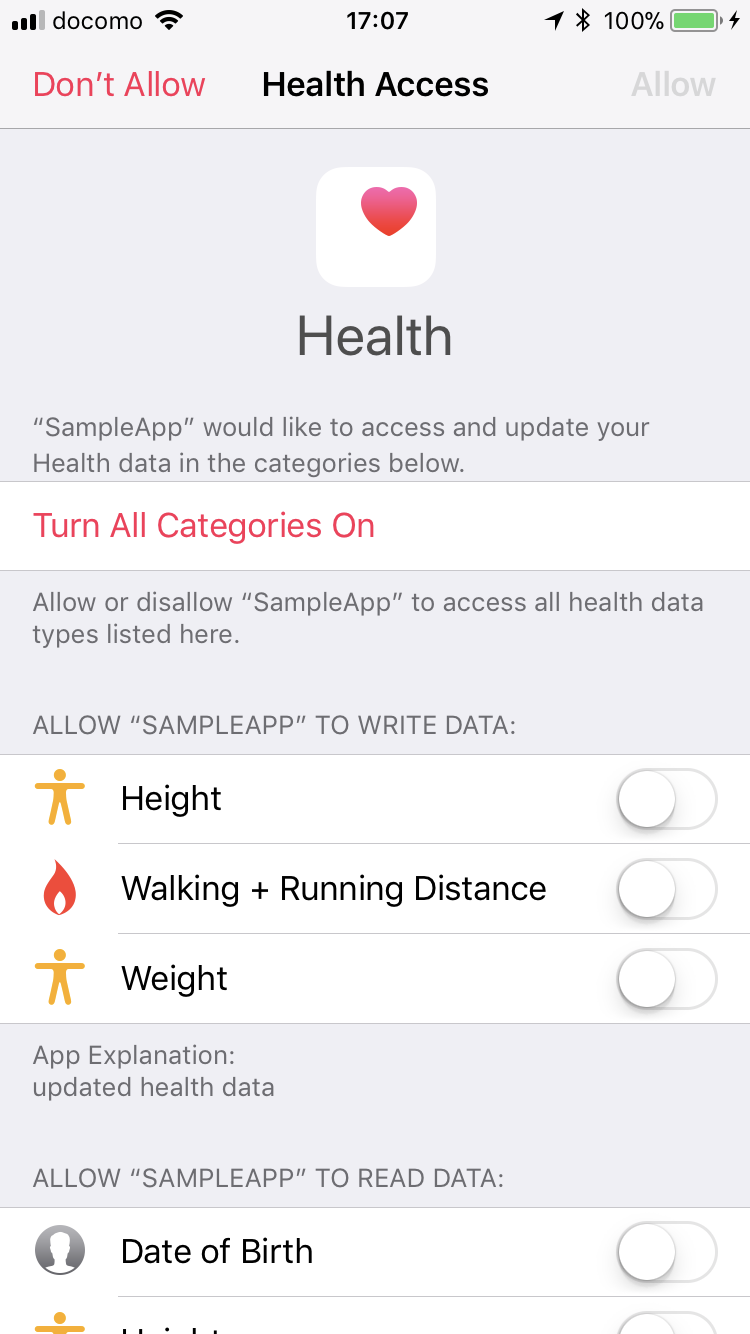 docomo 17:07 100%
Don’t Allow Health Access Allow
Health
“SampleApp” would like to access and update your
Health data in the categories below.
Turn All Categories On
Allow or disallow “SampleApp” to access all health data
types listed here.
ALLOW “SAMPLEAPP” TO WRITE DATA:
Height
Walking + Running Distance
Weight
App Explanation:
updated health data
ALLOW “SAMPLEAPP” TO READ DATA:
Date of Birth
Height